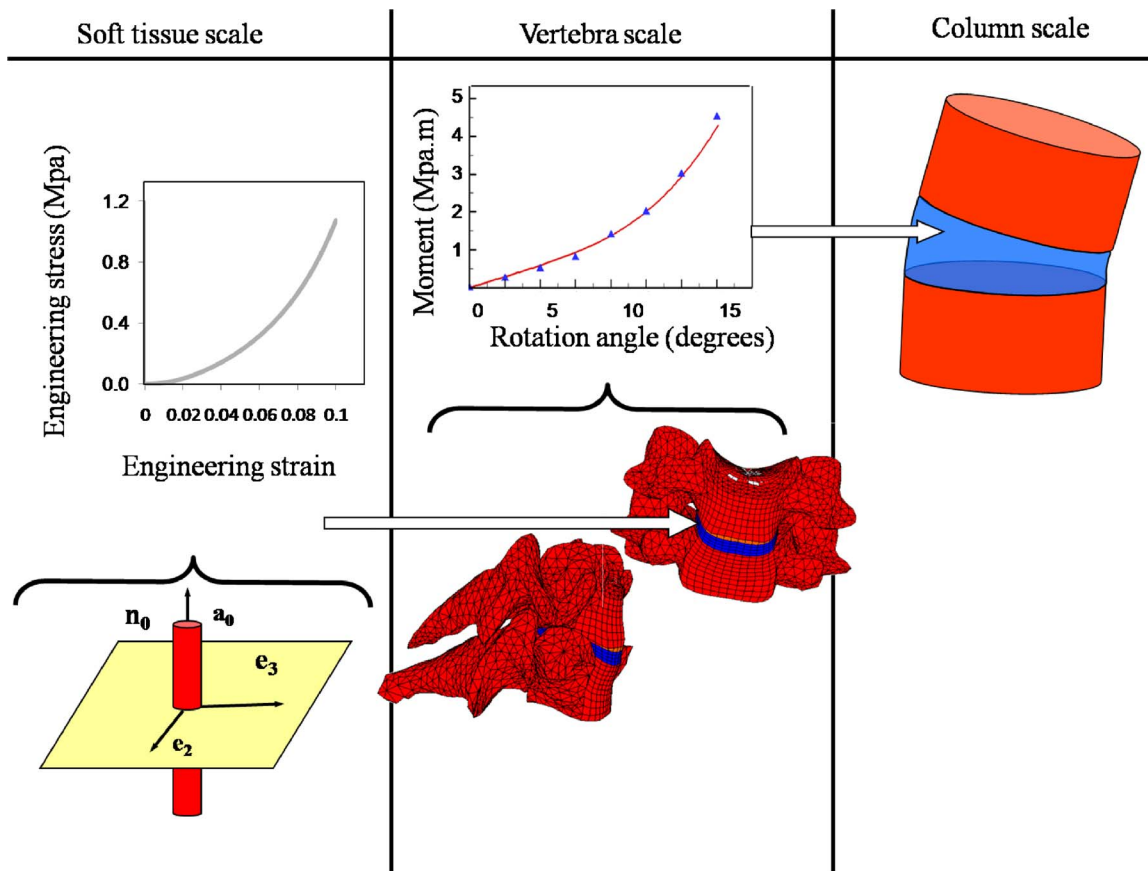 Soft tissue scale
Vertebra scale
Column scale
Engineering stress (Mpa)
1.2
0.8
0.4
0.0
0 0.02 0.04 0.06 0.08 0.1
Engineering strain
Moment (Mpa.m)
5
4
3
2
1
0 5 10 15
Rotation angle (degrees)
n0 a0
e3
e2